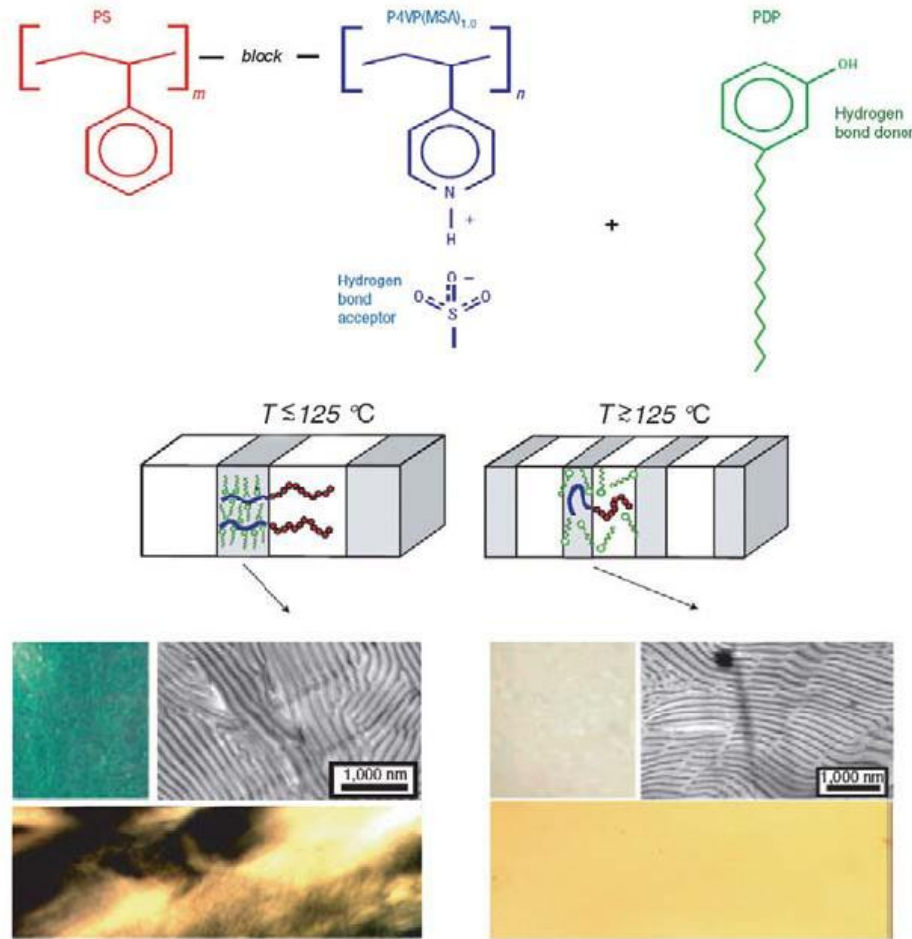 PS
P4VP(MSA)1.0
PDP
block
m
n
OH
Hydrogen
bond donor
N
+
H
+
Hydrogen
bond
acceptor
O
−
O
O
S
T ≤ 125 °C
T ≳ 125 °C
1,000 nm
1,000 nm